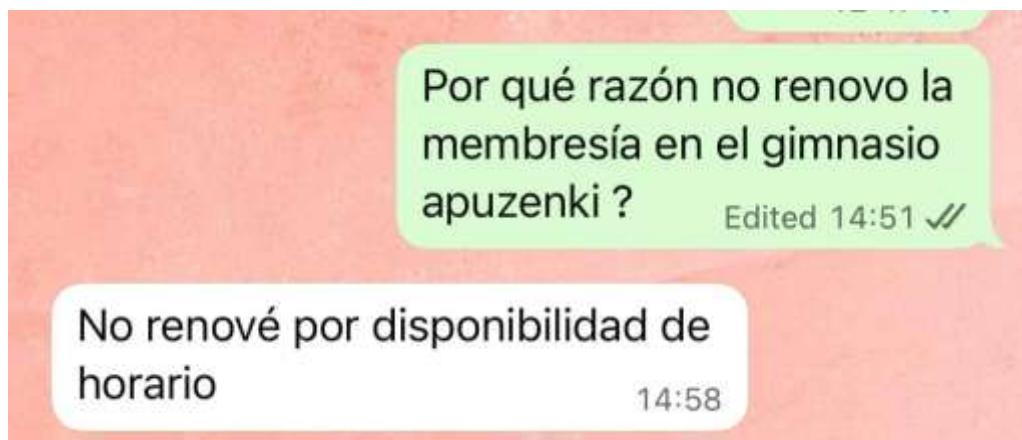 Por qué razón no renovo la
membresía en el gimnasio
apuzenki ?
Edited 14:51
No renové por disponibilidad de
horario
14:58